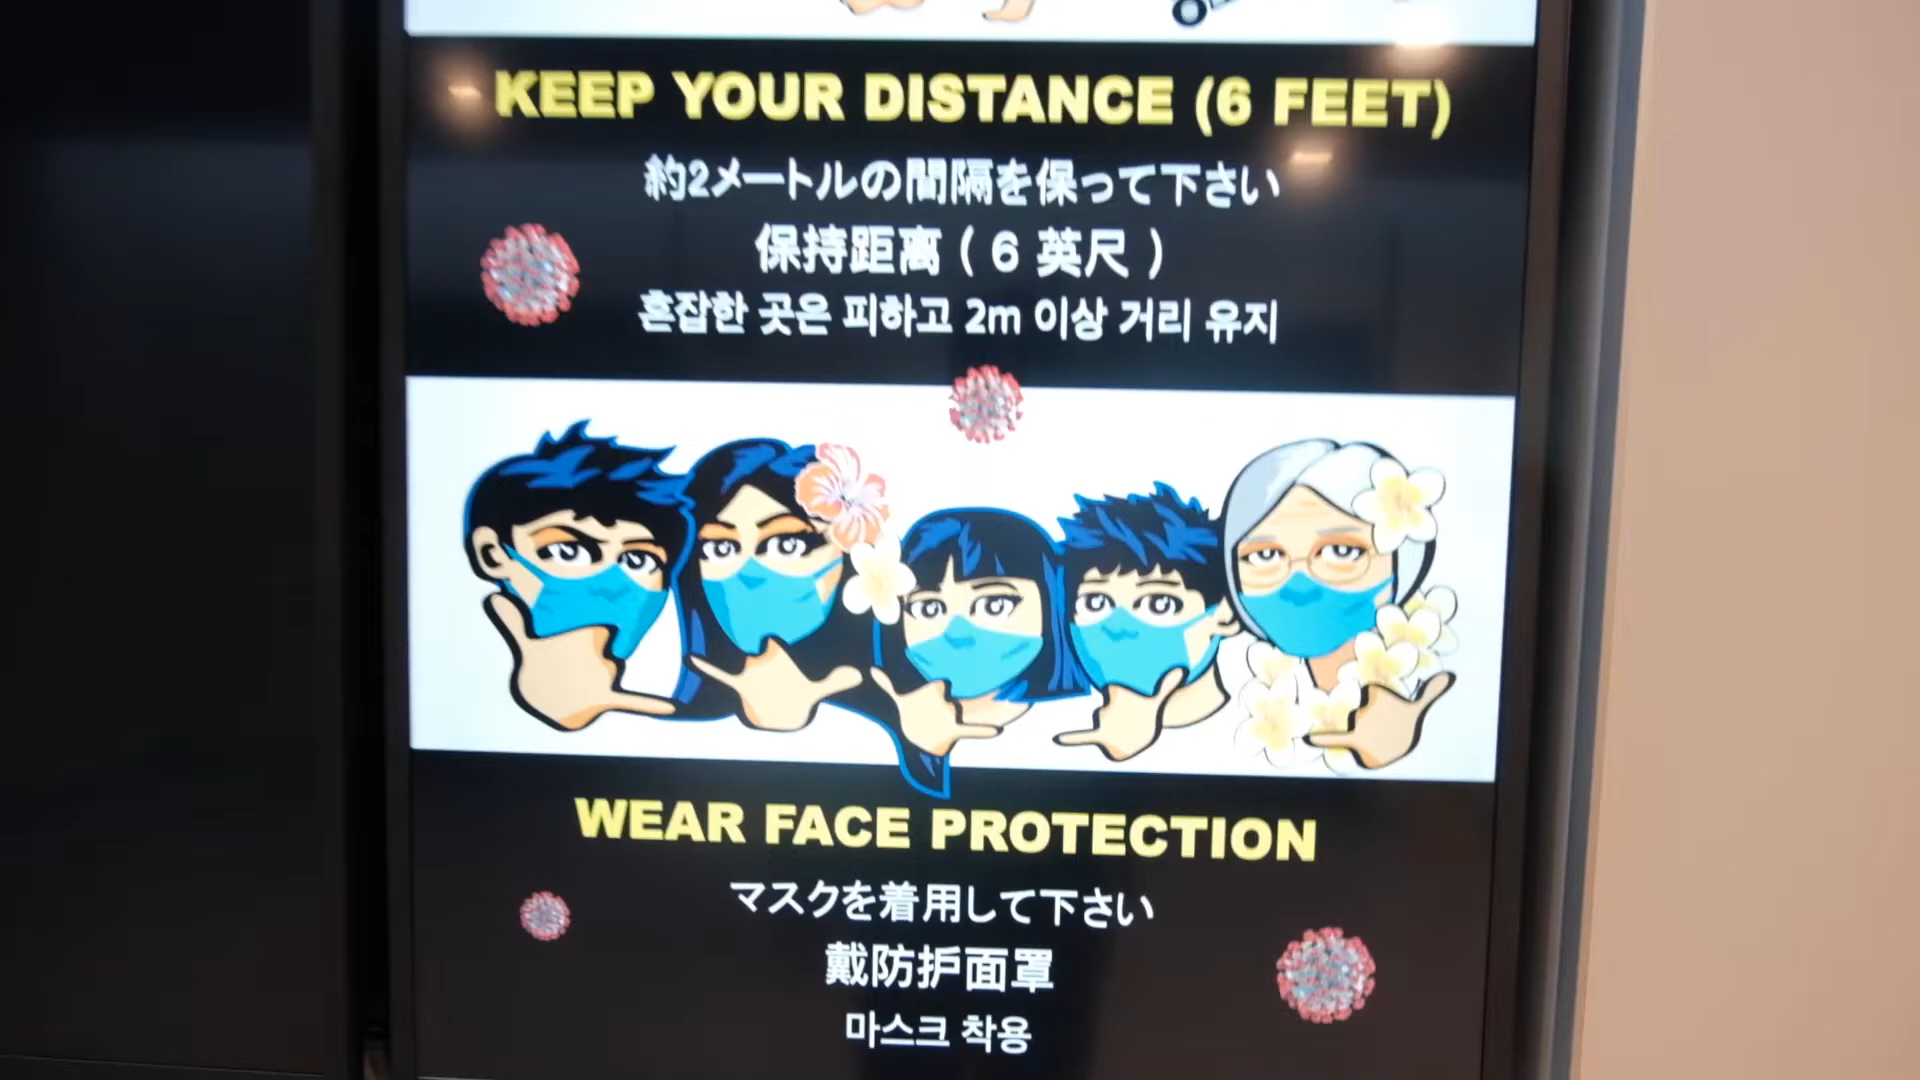 KEEP YOUR DISTANCE (6 FEET)
約2メートルの間隔を保って下さい
保持距离 ( 6 英尺 )
혼잡한 곳은 피하고 2m 이상 거리 유지
WEAR FACE PROTECTION
マスクを着用して下さい
戴防护面罩
마스크 착용